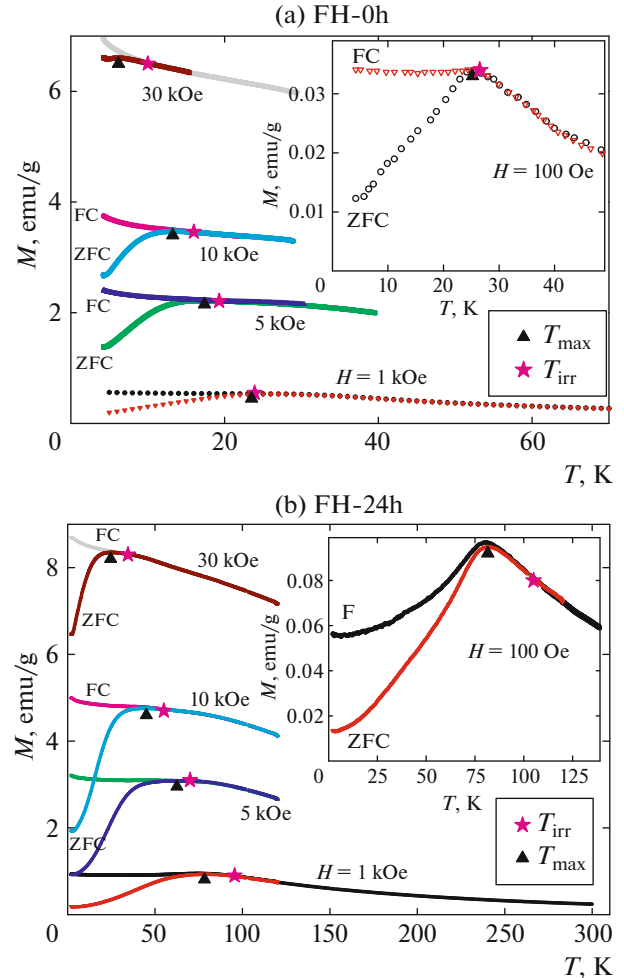 (a) FH-0h
M, emu/g
6
4
2
0
20
40
60
T, K
30 kOe
FC
ZFC
10 kOe
FC
ZFC
5 kOe
H = 1 kOe
M, emu/g
0.03
0.02
0.01
0
10
20
30
40
T, K
FC
ZFC
H = 100 Oe
Tmax
Tirr
(b) FH-24h
M, emu/g
8
6
4
2
0
50
100
150
200
250
300
T, K
FC
30 kOe
ZFC
FC
10 kOe
ZFC
5 kOe
H = 1 kOe
M, emu/g
0.08
0.06
0.04
0.02
0.01
0
25
50
75
100
125
T, K
F
ZFC
H = 100 Oe
Tirr
Tmax